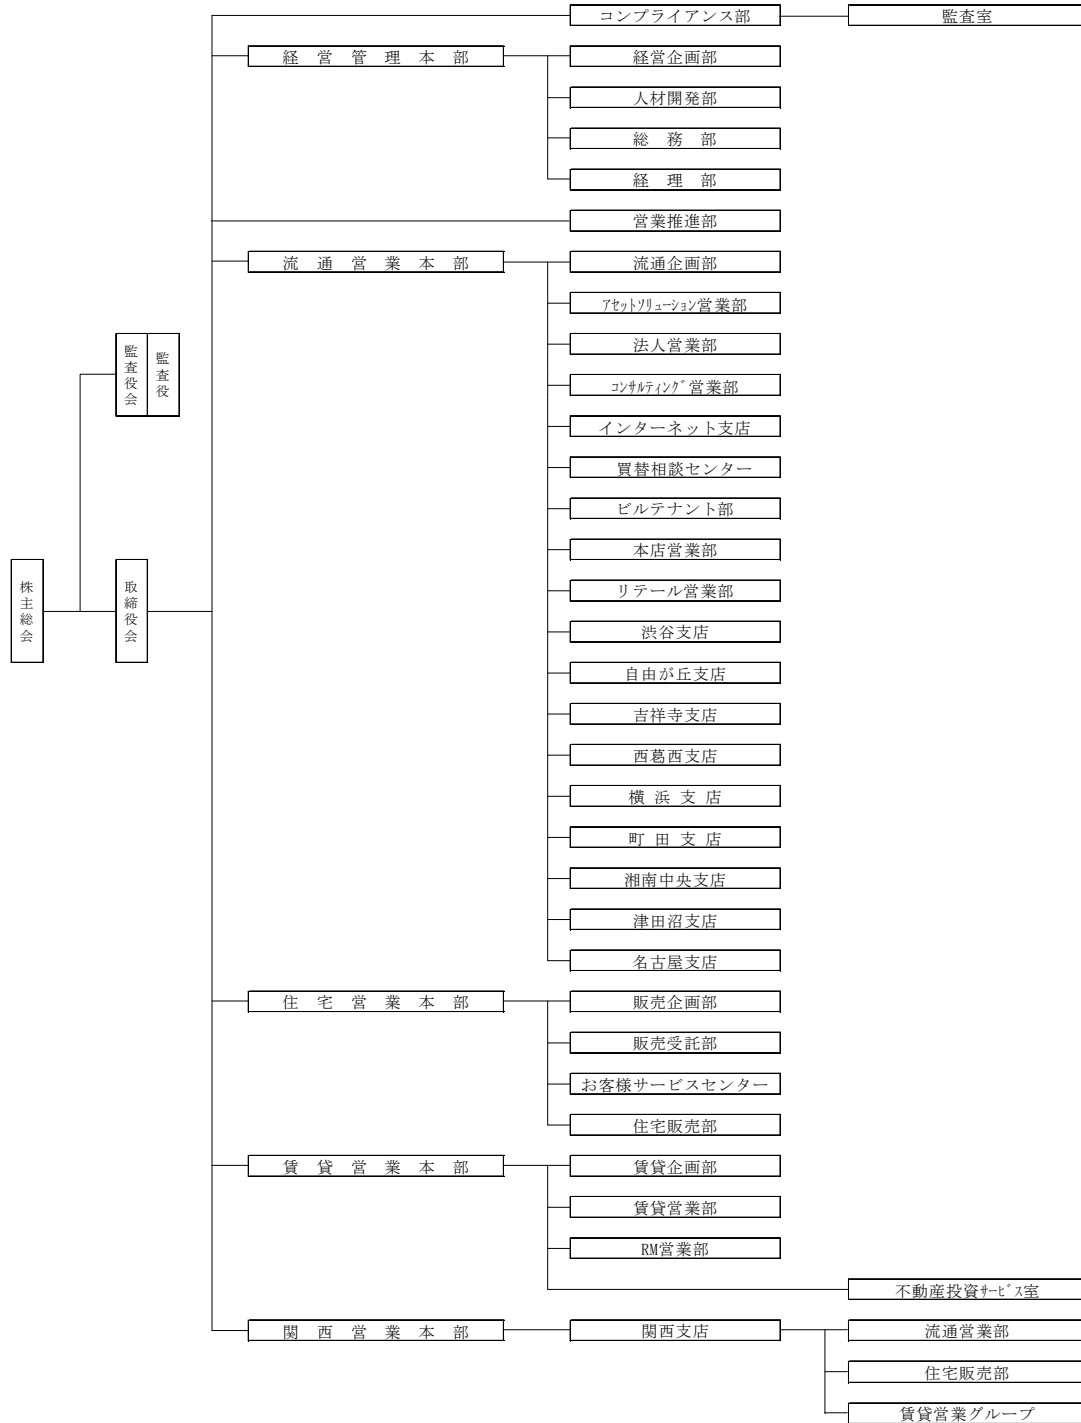 コンプライアンス部
監査室
経営管理本部
経営企画部
人材開発部
総務部
経理部
営業推進部
流通営業本部
流通企画部
ｱｾｯﾄｿﾘｭｰｼｮﾝ営業部
監査役会
監査役
法人営業部
ｺﾝｻﾙﾃｨﾝｸﾞ営業部
インターネット支店
買替相談センター
ビルテナント部
本店営業部
株主総会
取締役会
リテール営業部
渋谷支店
自由が丘支店
吉祥寺支店
西葛西支店
横浜支店
町田支店
湘南中央支店
津田沼支店
名古屋支店
住宅営業本部
販売企画部
販売受託部
お客様サービスセンター
住宅販売部
賃貸営業本部
賃貸企画部
賃貸営業部
RM営業部
不動産投資ｻｰﾋﾞｽ室
関西営業本部
関西支店
流通営業部
住宅販売部
賃貸営業グループ